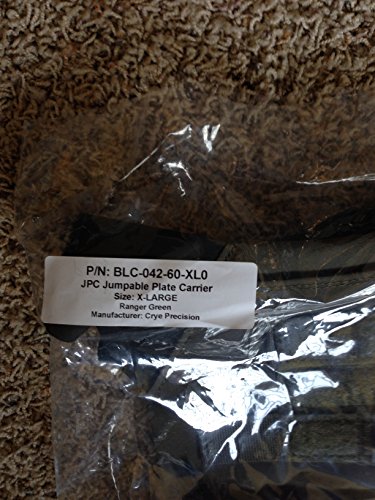 P/N: BLC-042-60-XL0
JPC Jumpable Plate Carrier
Size: X-LARGE
Ranger Green
Manufacturer: Crye Precision